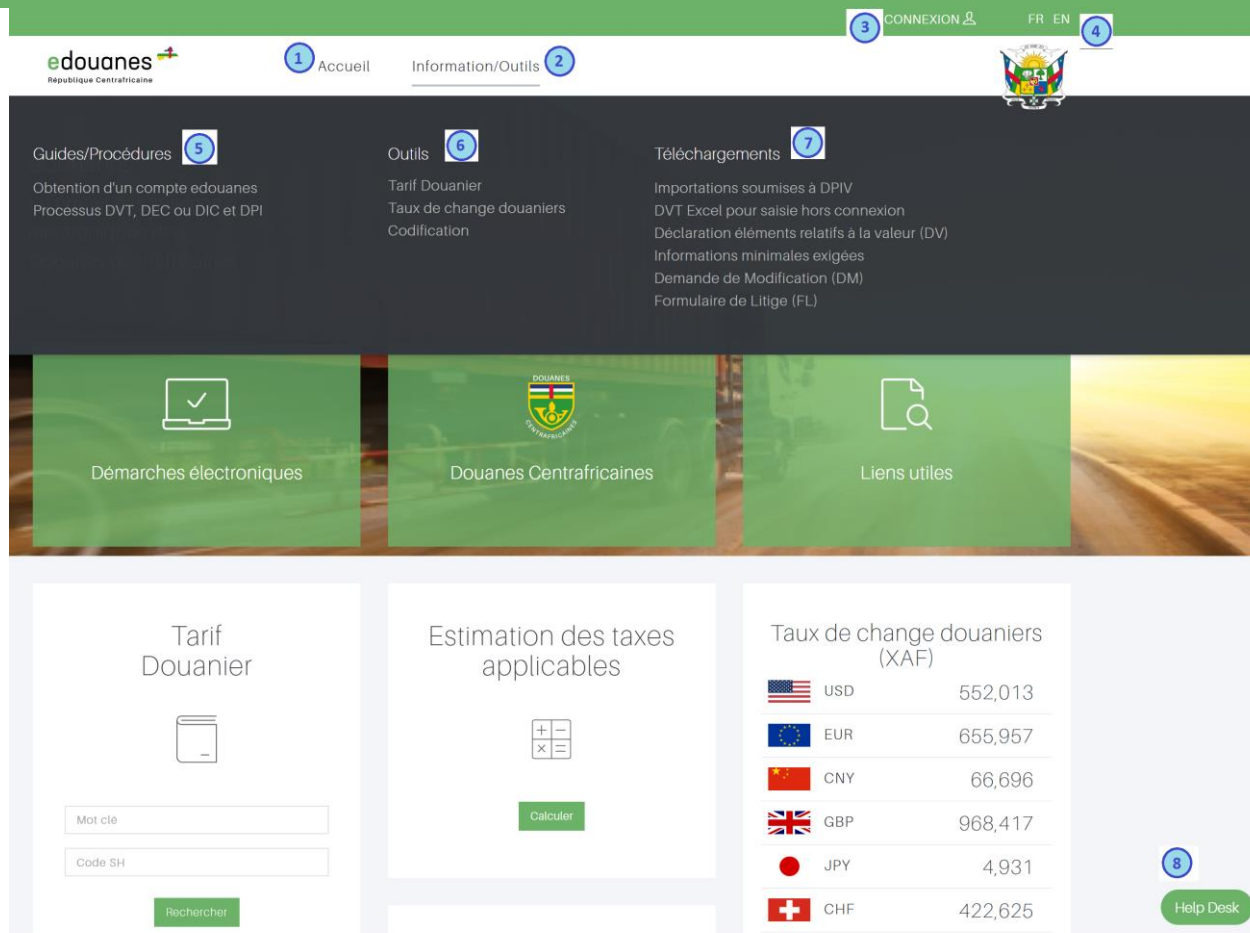 3
CONNEXION
FR EN
4
edouanes
République Centrafricaine
1
Accueil
Information/Outils
2
Guides/Procédures
5
Obtention d'un compte edouanes
Processus DVT, DEC ou DIC et DPI
Outils
6
Tarif Douanier
Taux de change douaniers
Codification
Téléchargements
7
Importations soumises à DPIV
DVT Excel pour saisie hors connexion
Déclaration éléments relatifs à la valeur (DV)
Informations minimales exigées
Demande de Modification (DM)
Formulaire de Litige (FL)
Démarches électroniques
DOUANES
CENTRAFRICAINES
Douanes Centrafricaines
Liens utiles
Tarif
Douanier
Mot clé
Code SH
Rechercher
Estimation des taxes
applicables
Calculer
Taux de change douaniers
(XAF)
USD 552,013
EUR 655,957
CNY 66,696
GBP 968,417
JPY 4,931
CHF 422,625
8
Help Desk